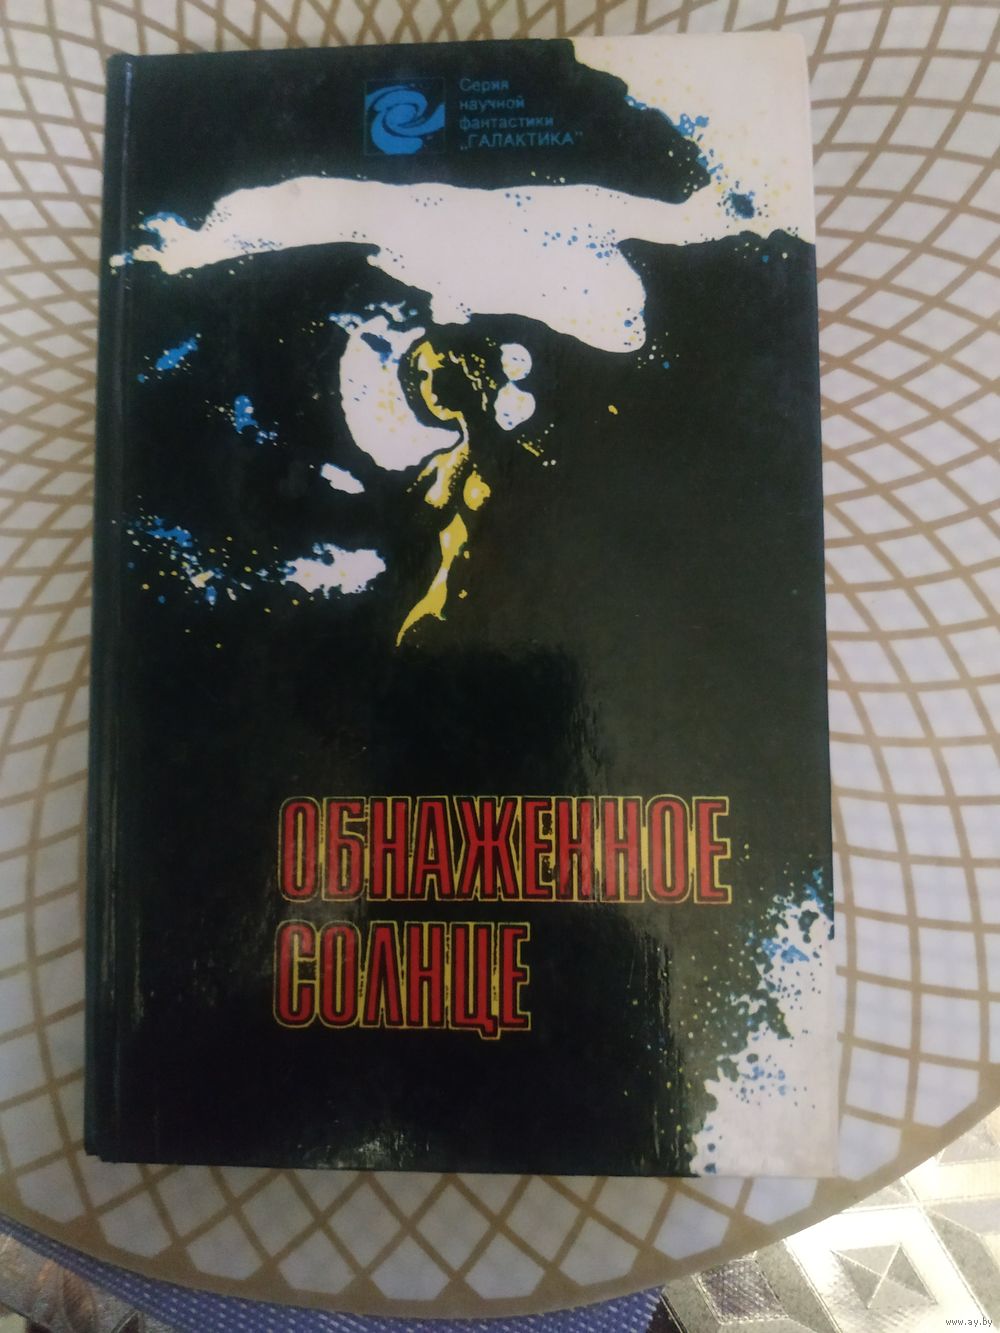 Серия
научной
фантастики
„ГАЛАКТИКА"
ОБНАЖЕННОЕ
СОЛНЦЕ
www.ay.by